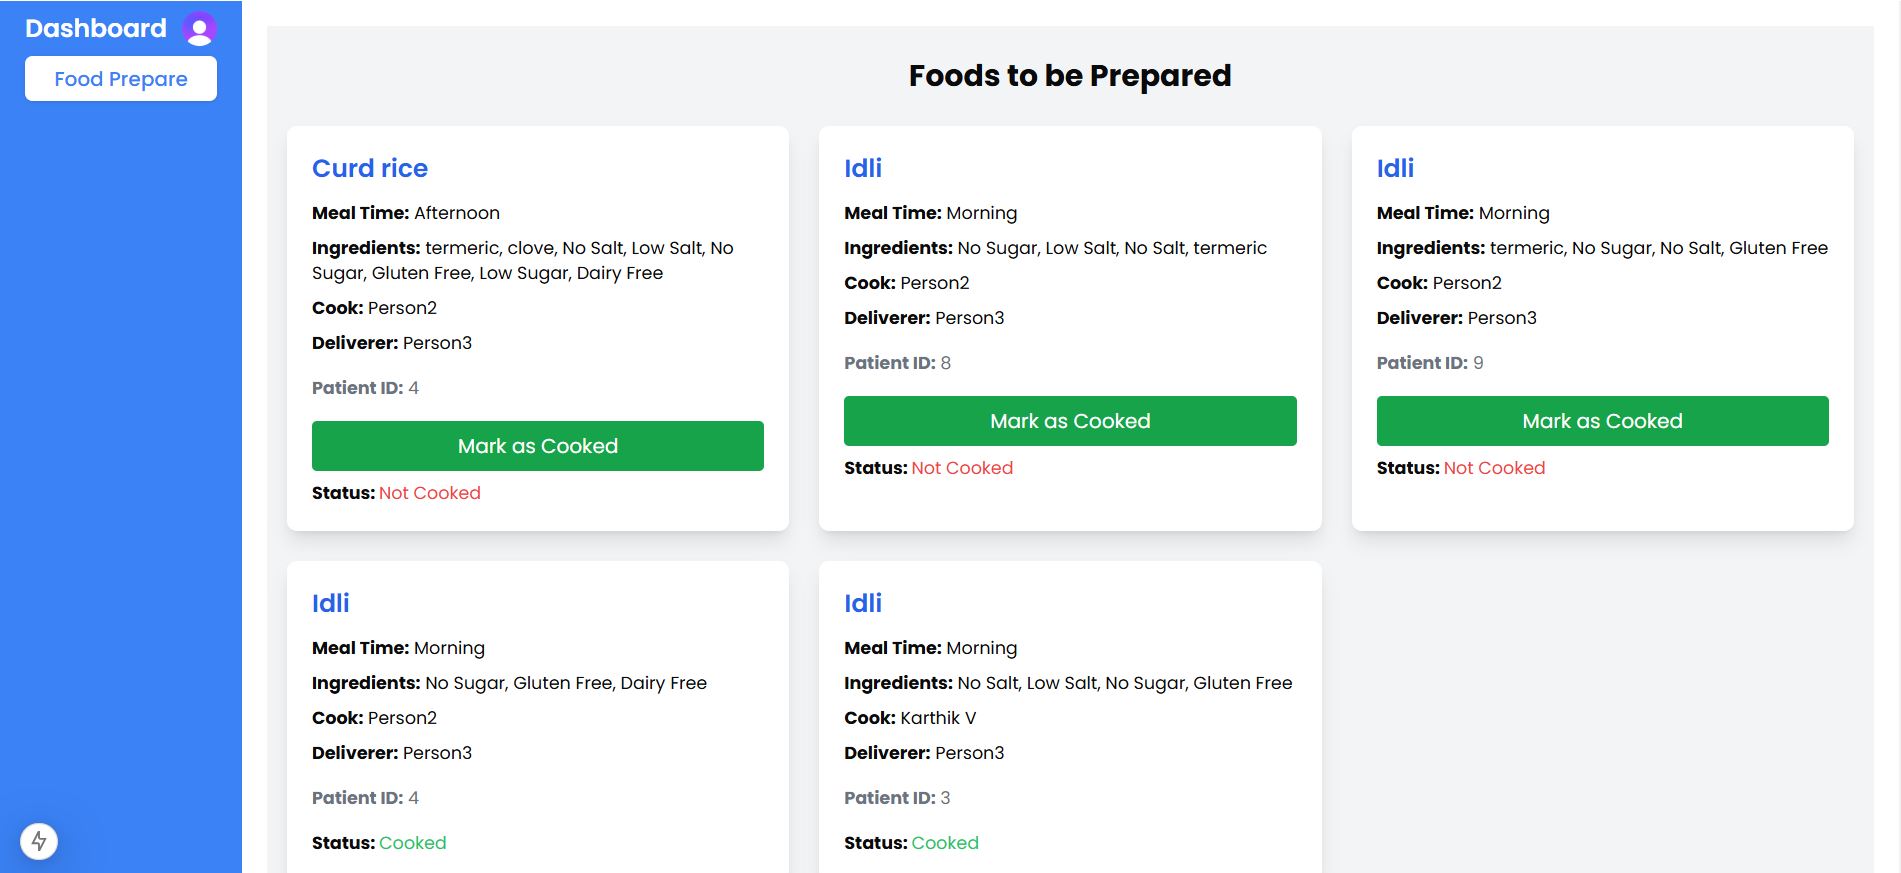 Dashboard
Food Prepare
Foods to be Prepared
Curd rice
Meal Time: Afternoon
Ingredients: termeric, clove, No Salt, Low Salt, No
Sugar, Gluten Free, Low Sugar, Dairy Free
Cook: Person2
Deliverer: Person3
Patient ID: 4
Mark as Cooked
Status: Not Cooked
Idli
Meal Time: Morning
Ingredients: No Sugar, Low Salt, No Salt, termeric
Cook: Person2
Deliverer: Person3
Patient ID: 8
Mark as Cooked
Status: Not Cooked
Idli
Meal Time: Morning
Ingredients: termeric, No Sugar, No Salt, Gluten Free
Cook: Person2
Deliverer: Person3
Patient ID: 9
Mark as Cooked
Status: Not Cooked
Idli
Meal Time: Morning
Ingredients: No Sugar, Gluten Free, Dairy Free
Cook: Person2
Deliverer: Person3
Patient ID: 4
Status: Cooked
Idli
Meal Time: Morning
Ingredients: No Salt, Low Salt, No Sugar, Gluten Free
Cook: Karthik V
Deliverer: Person3
Patient ID: 3
Status: Cooked